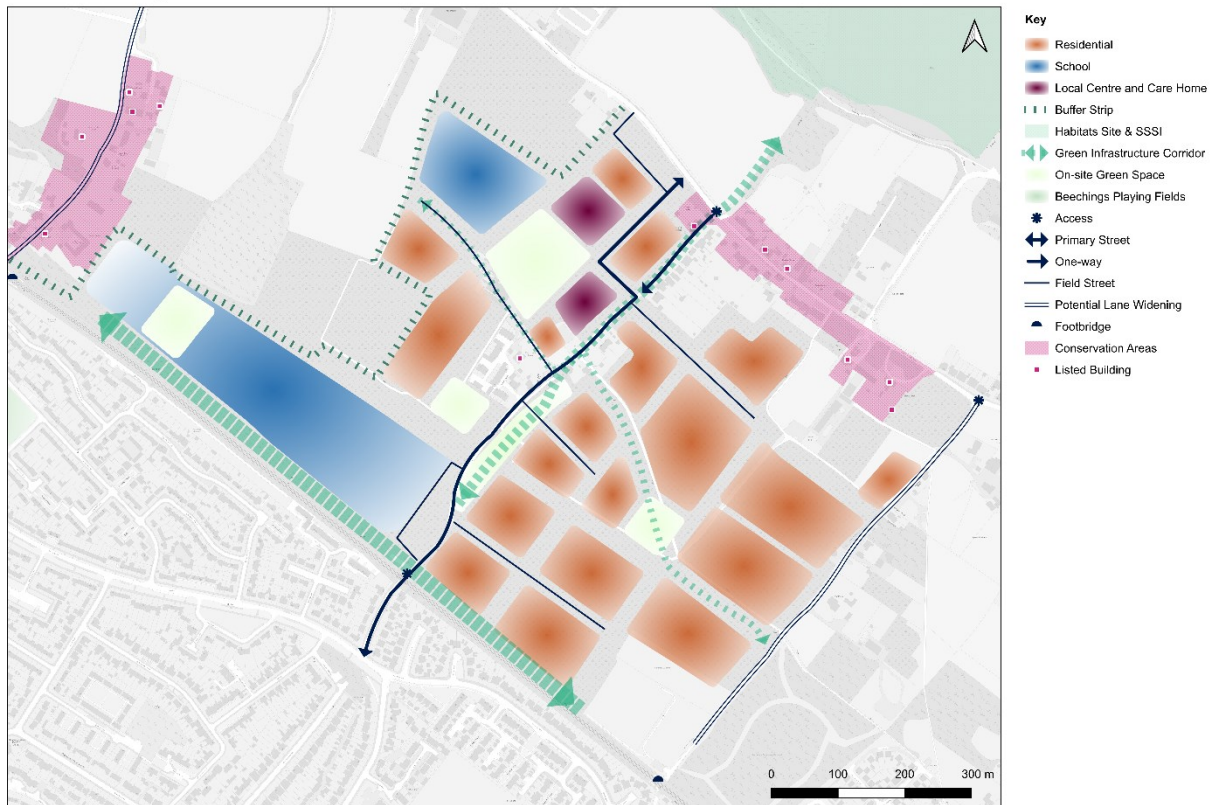 Key
Residential
School
Local Centre and Care Home
Buffer Strip
Habitats Site & SSSI
Green Infrastructure Corridor
On-site Green Space
Beechings Playing Fields
Access
Primary Street
One-way
Field Street
Potential Lane Widening
Footbridge
Conservation Areas
Listed Building
0 100 200 300 m